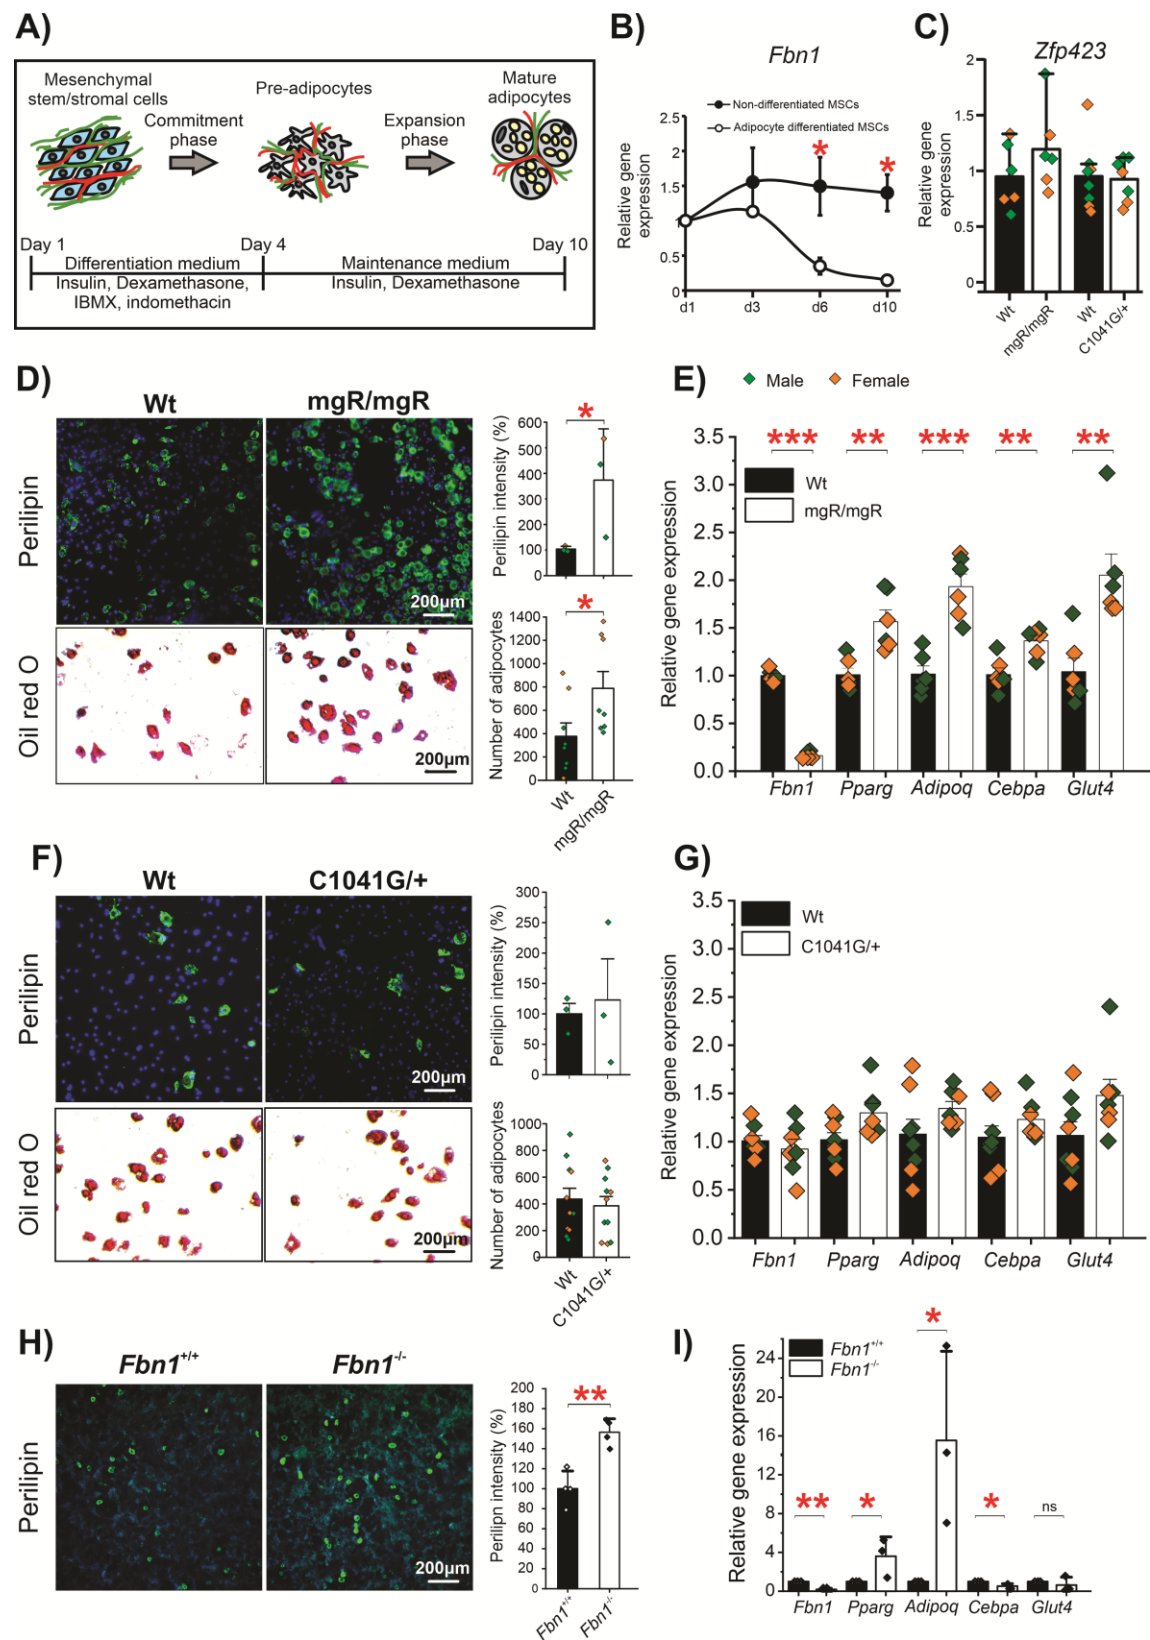 A)
Mesenchymal
stem/stromal cells
Commitment
phase
Pre-adipocytes
Expansion
phase
Mature
adipocytes
Day 1
Day 4
Day 10
Differentiation medium
Insulin, Dexamethasone,
IBMX, indomethacin
Maintenance medium
Insulin, Dexamethasone
B)
Fbn1
Non-differentiated MSCs
Adipocyte differentiated MSCs
Relative gene
expression
2.5
2
1.5
1
0.5
0
d1
d3
d6
d10
*
*
C)
Zfp423
Relative gene
expression
2
1.5
1
0.5
0
Wt
mgR/mgR
Wt
C1041G/+
D)
Wt
mgR/mgR
Perilipin
200µm
Oil red O
200µm
Perilipin intensity (%)
600
500
400
300
200
100
0
*
Number of adipocytes
1400
1200
1000
800
600
400
200
0
*
Wt
mgR/mgR
E)
Male
Female
Relative gene expression
3.5
3.0
2.5
2.0
1.5
1.0
0.5
0.0
*** ** *** ** **
Wt
mgR/mgR
Fbn1 Pparg Adipoq Cebpa Glut4
F)
Wt
C1041G/+
Perilipin
200µm
Oil red O
200µm
Perilipin intensity (%)
300
250
200
150
100
50
0
Number of adipocytes
1000
800
600
400
200
0
Wt
C1041G/+
G)
Relative gene expression
3.5
3.0
2.5
2.0
1.5
1.0
0.5
0.0
Wt
C1041G/+
Fbn1 Pparg Adipoq Cebpa Glut4
H)
Fbn1+/+
Fbn1-/-
Perilipin
200µm
Perilipn intensity (%)
200
180
160
140
120
100
80
60
40
20
0
**
Fbn1+/+
Fbn1-/-
I)
Relative gene expression
24
20
16
12
8
4
0
Fbn1+/+
Fbn1-/-
** * * * ns
Fbn1 Pparg Adipoq Cebpa Glut4